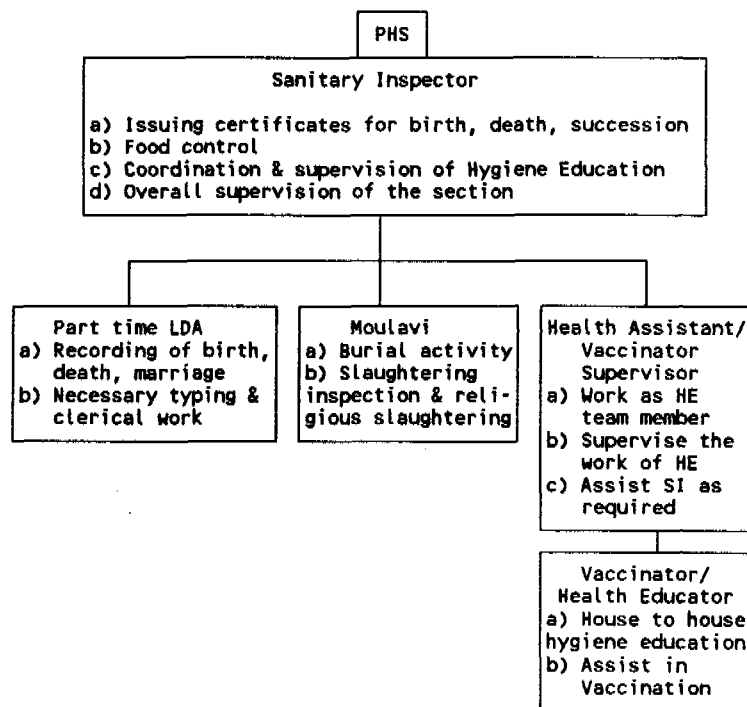 PHS
Sanitary Inspector
a) Issuing certificates for birth, death, succession
b) Food control
c) Coordination & supervision of Hygiene Education
d) Overall supervision of the section
Part time LDA
a) Recording of birth,
death, marriage
b) Necessary typing &
clerical work
Moulavi
a) Burial activity
b) Slaughtering
inspection & reli-
gious slaughtering
Health Assistant/
Vaccinator
Supervisor
a) Work as HE
team member
b) Supervise the
work of HE
c) Assist SI as
required
Vaccinator/
Health Educator
a) House to house
hygiene education
b) Assist in
Vaccination